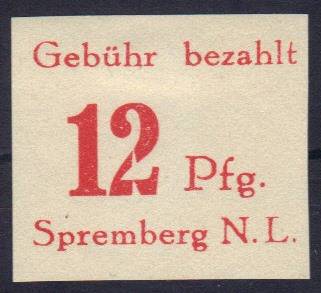 Gebühr bezahlt
12 Pfg.
Spremberg N.L.